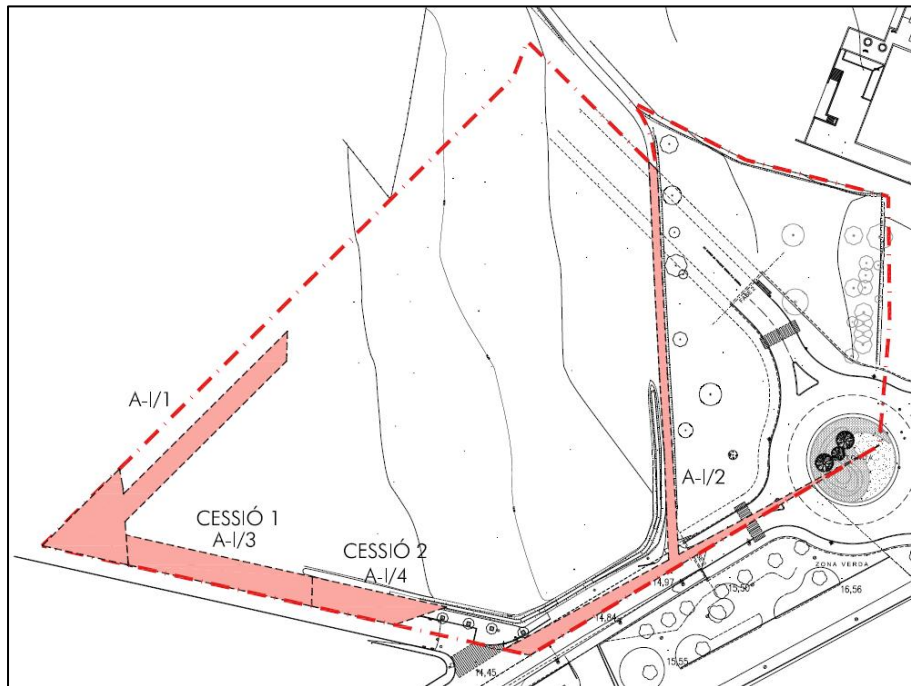 A-I/1
CESSIÓ 1
A-I/3
CESSIÓ 2
A-I/4
A-I/2
14,97
15,50
14,84
14,45
15,55
ZONA VERDA
16,56